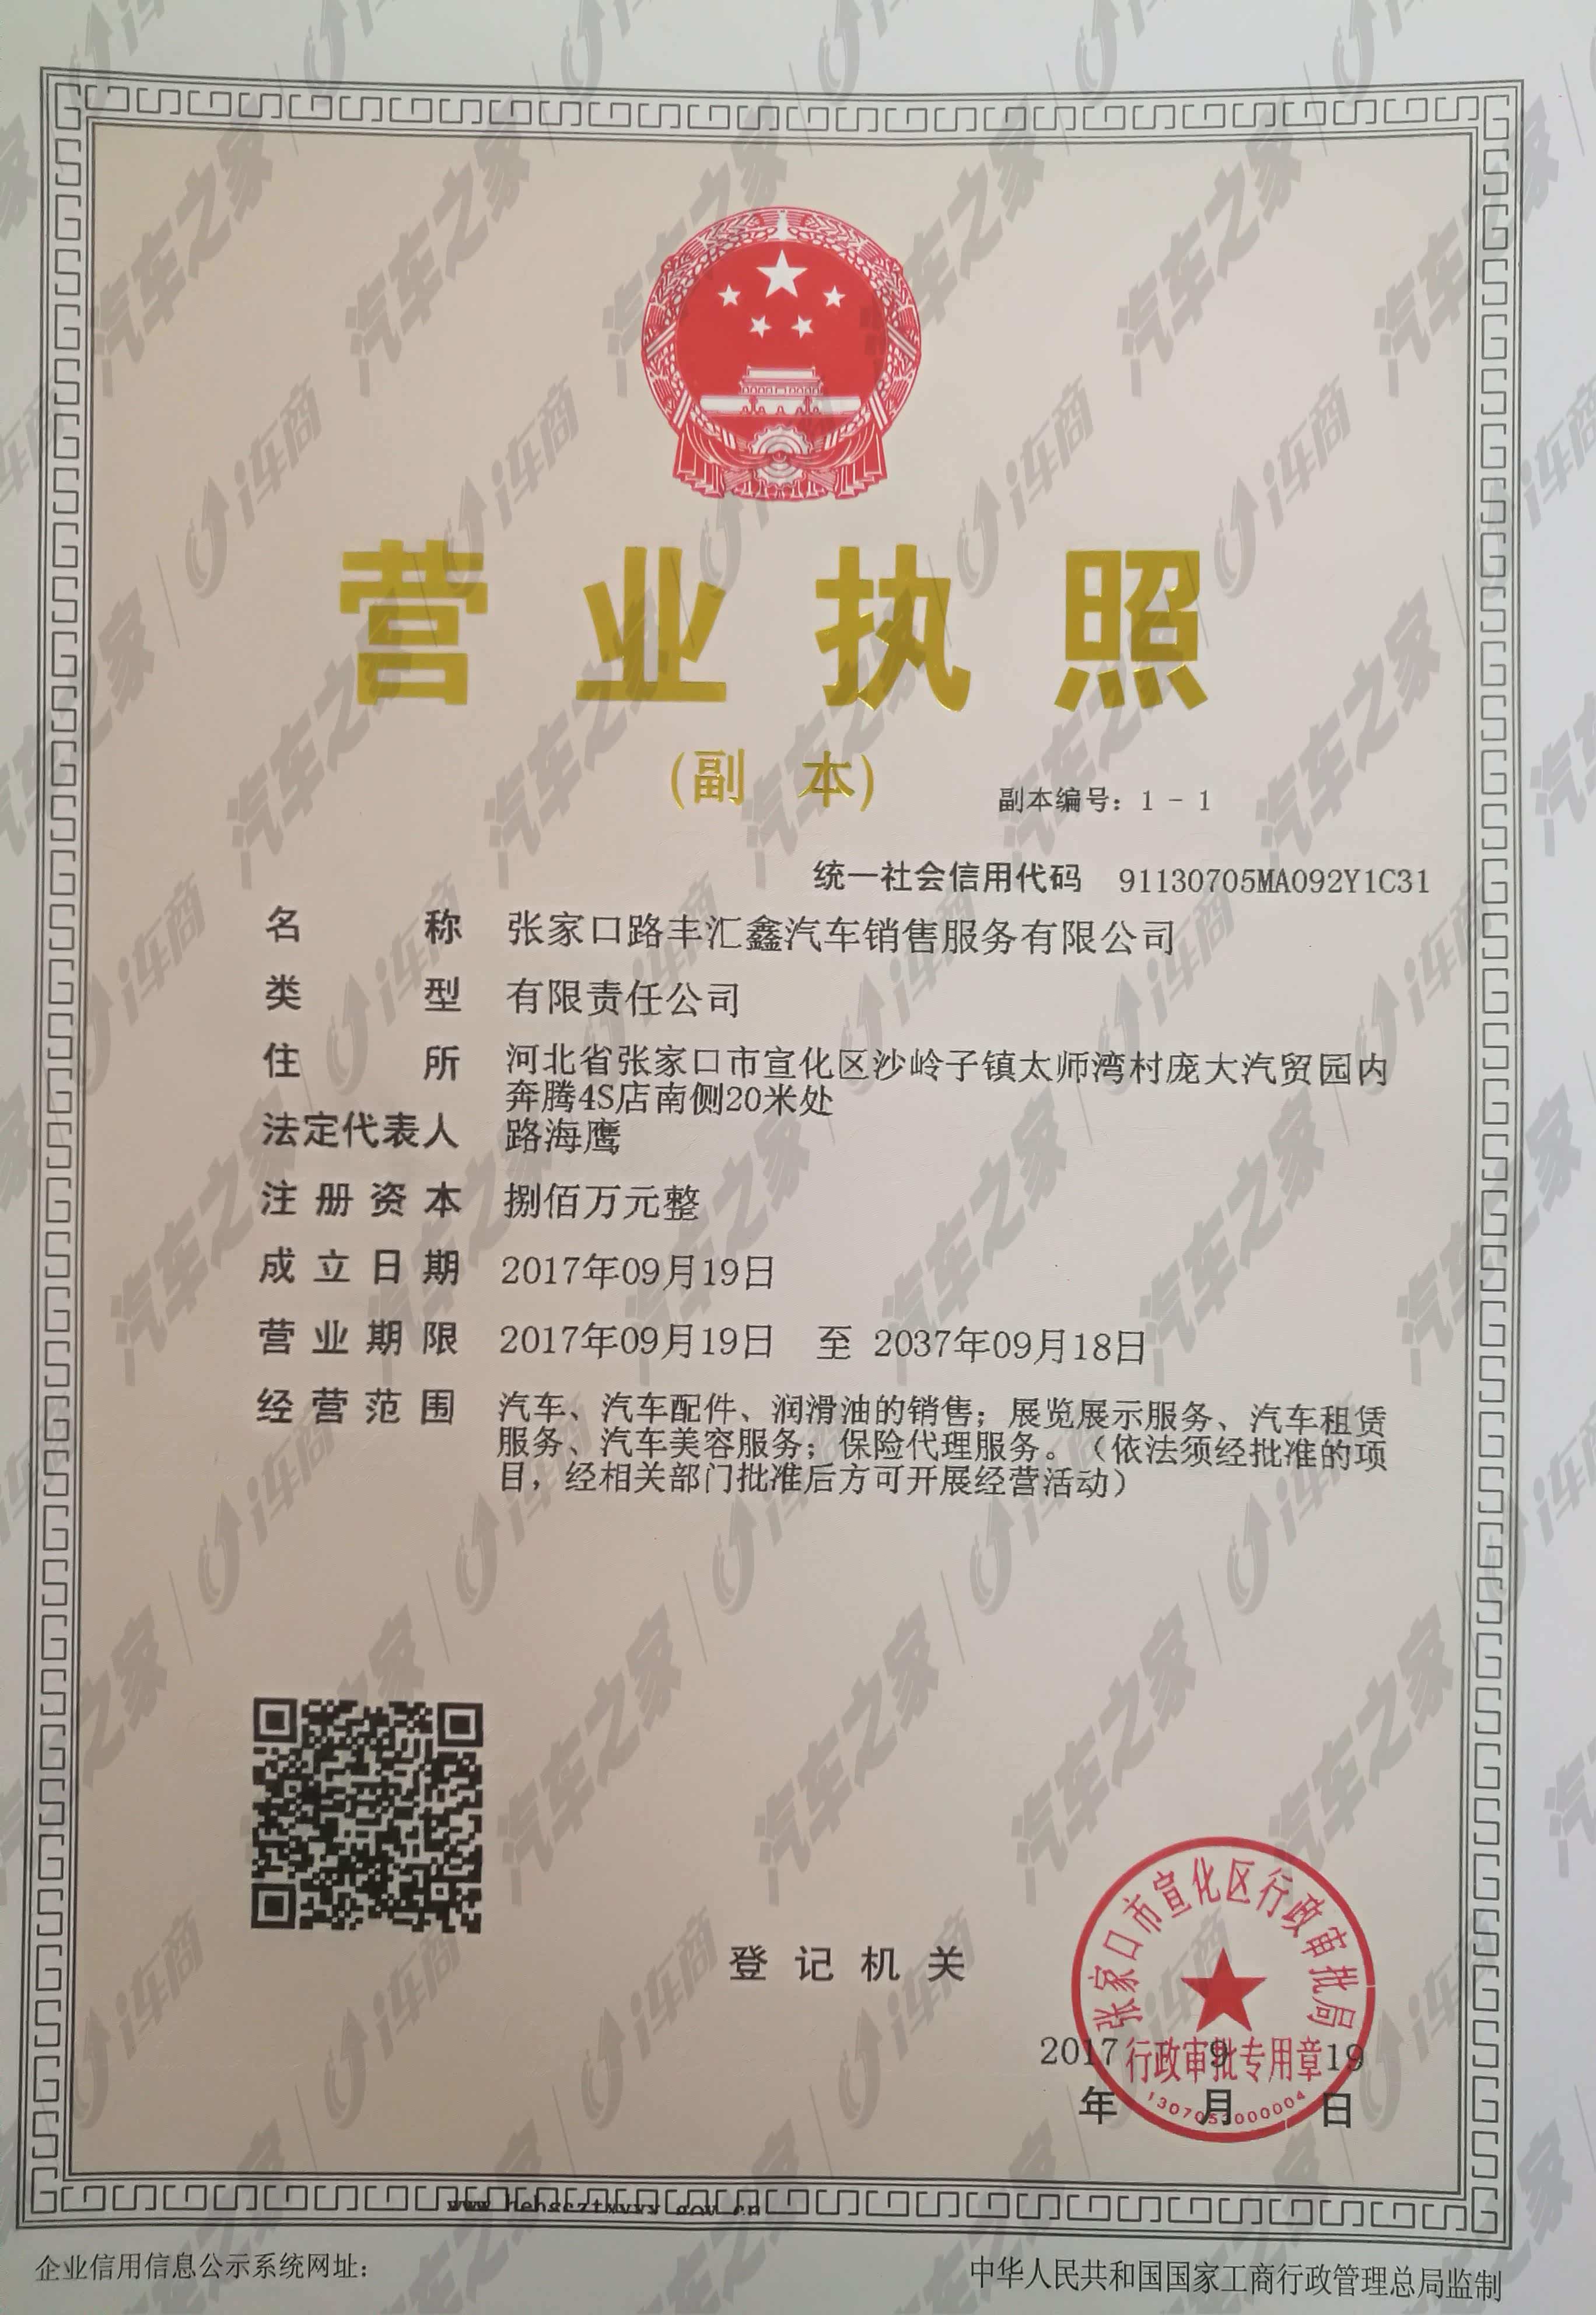 营业执照
(副 本)
副本编号：1－1
统一社会信用代码 91130705MA092Y1C31
名称 张家口路丰汇鑫汽车销售服务有限公司
类型 有限责任公司
住所 河北省张家口市宣化区沙岭子镇太师湾村庞大汽贸园内
奔腾4S店南侧20米处
法定代表人 路海鹰
注册资本 捌佰万元整
成立日期 2017年09月19日
营业期限 2017年09月19日 至 2037年09月18日
经营范围 汽车、汽车配件、润滑油的销售；展览展示服务、汽车租赁
服务、汽车美容服务；保险代理服务。（依法须经批准的项
目，经相关部门批准后方可开展经营活动）
登记机关
张家口市宣化区行政审批局
行政审批专用章
1307053000004
2017 9 19
年 月 日
www.hebscztxyxx.gov.cn
企业信用信息公示系统网址：
中华人民共和国国家工商行政管理总局监制
汽车之家
i车商